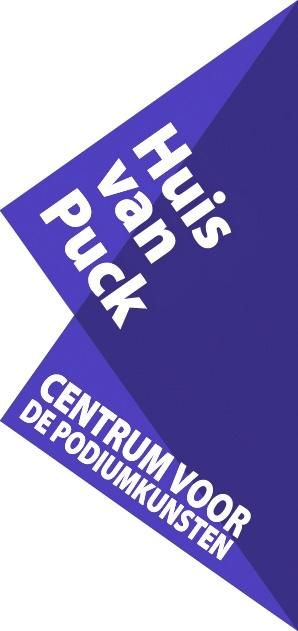 Huis
van
Puck
CENTRUM VOOR
DE PODIUMKUNSTEN